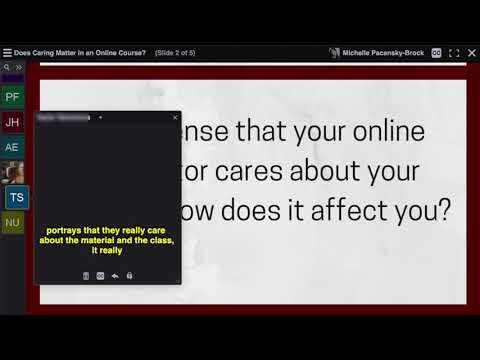 Does Caring Matter in an Online Course? (Slide 2 of 5) Michelle Pacansky-Brock
PF
JH
AE
TS
NU
ense that your online
or cares about your
ow does it affect you?
portrays that they really care
about the material and the class,
it really